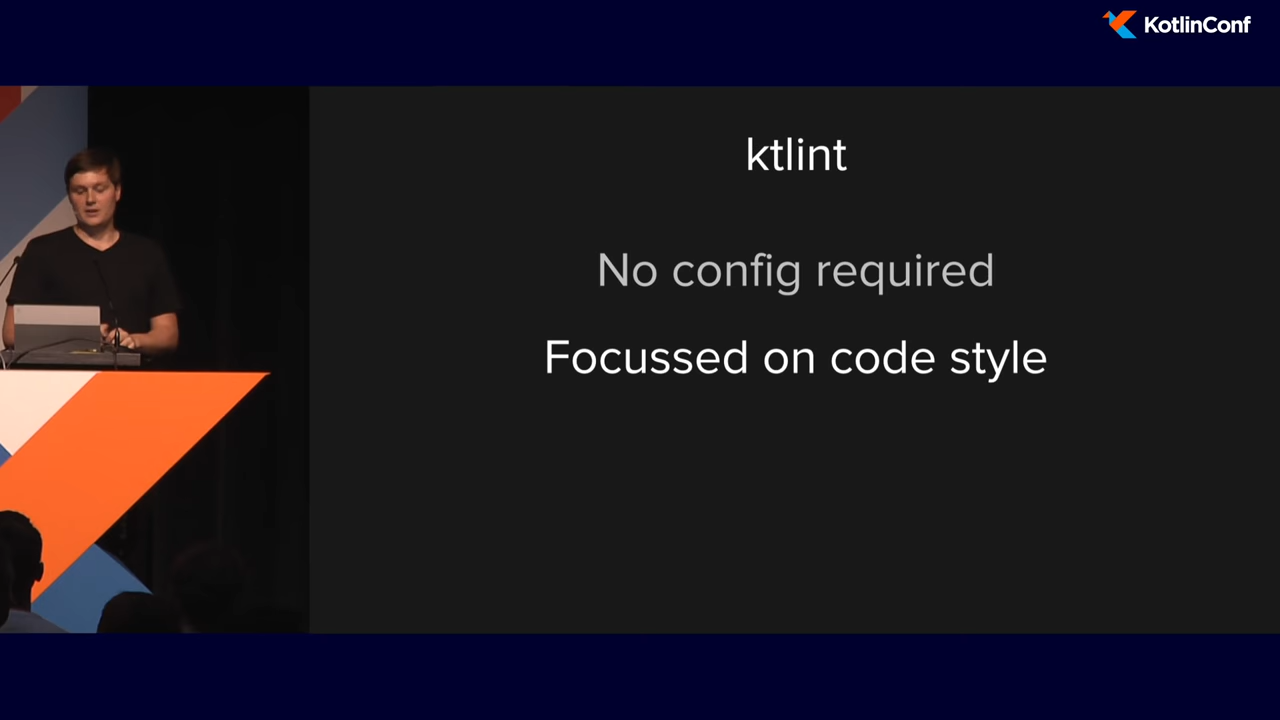 KotlinConf
ktlint
No config required
Focussed on code style